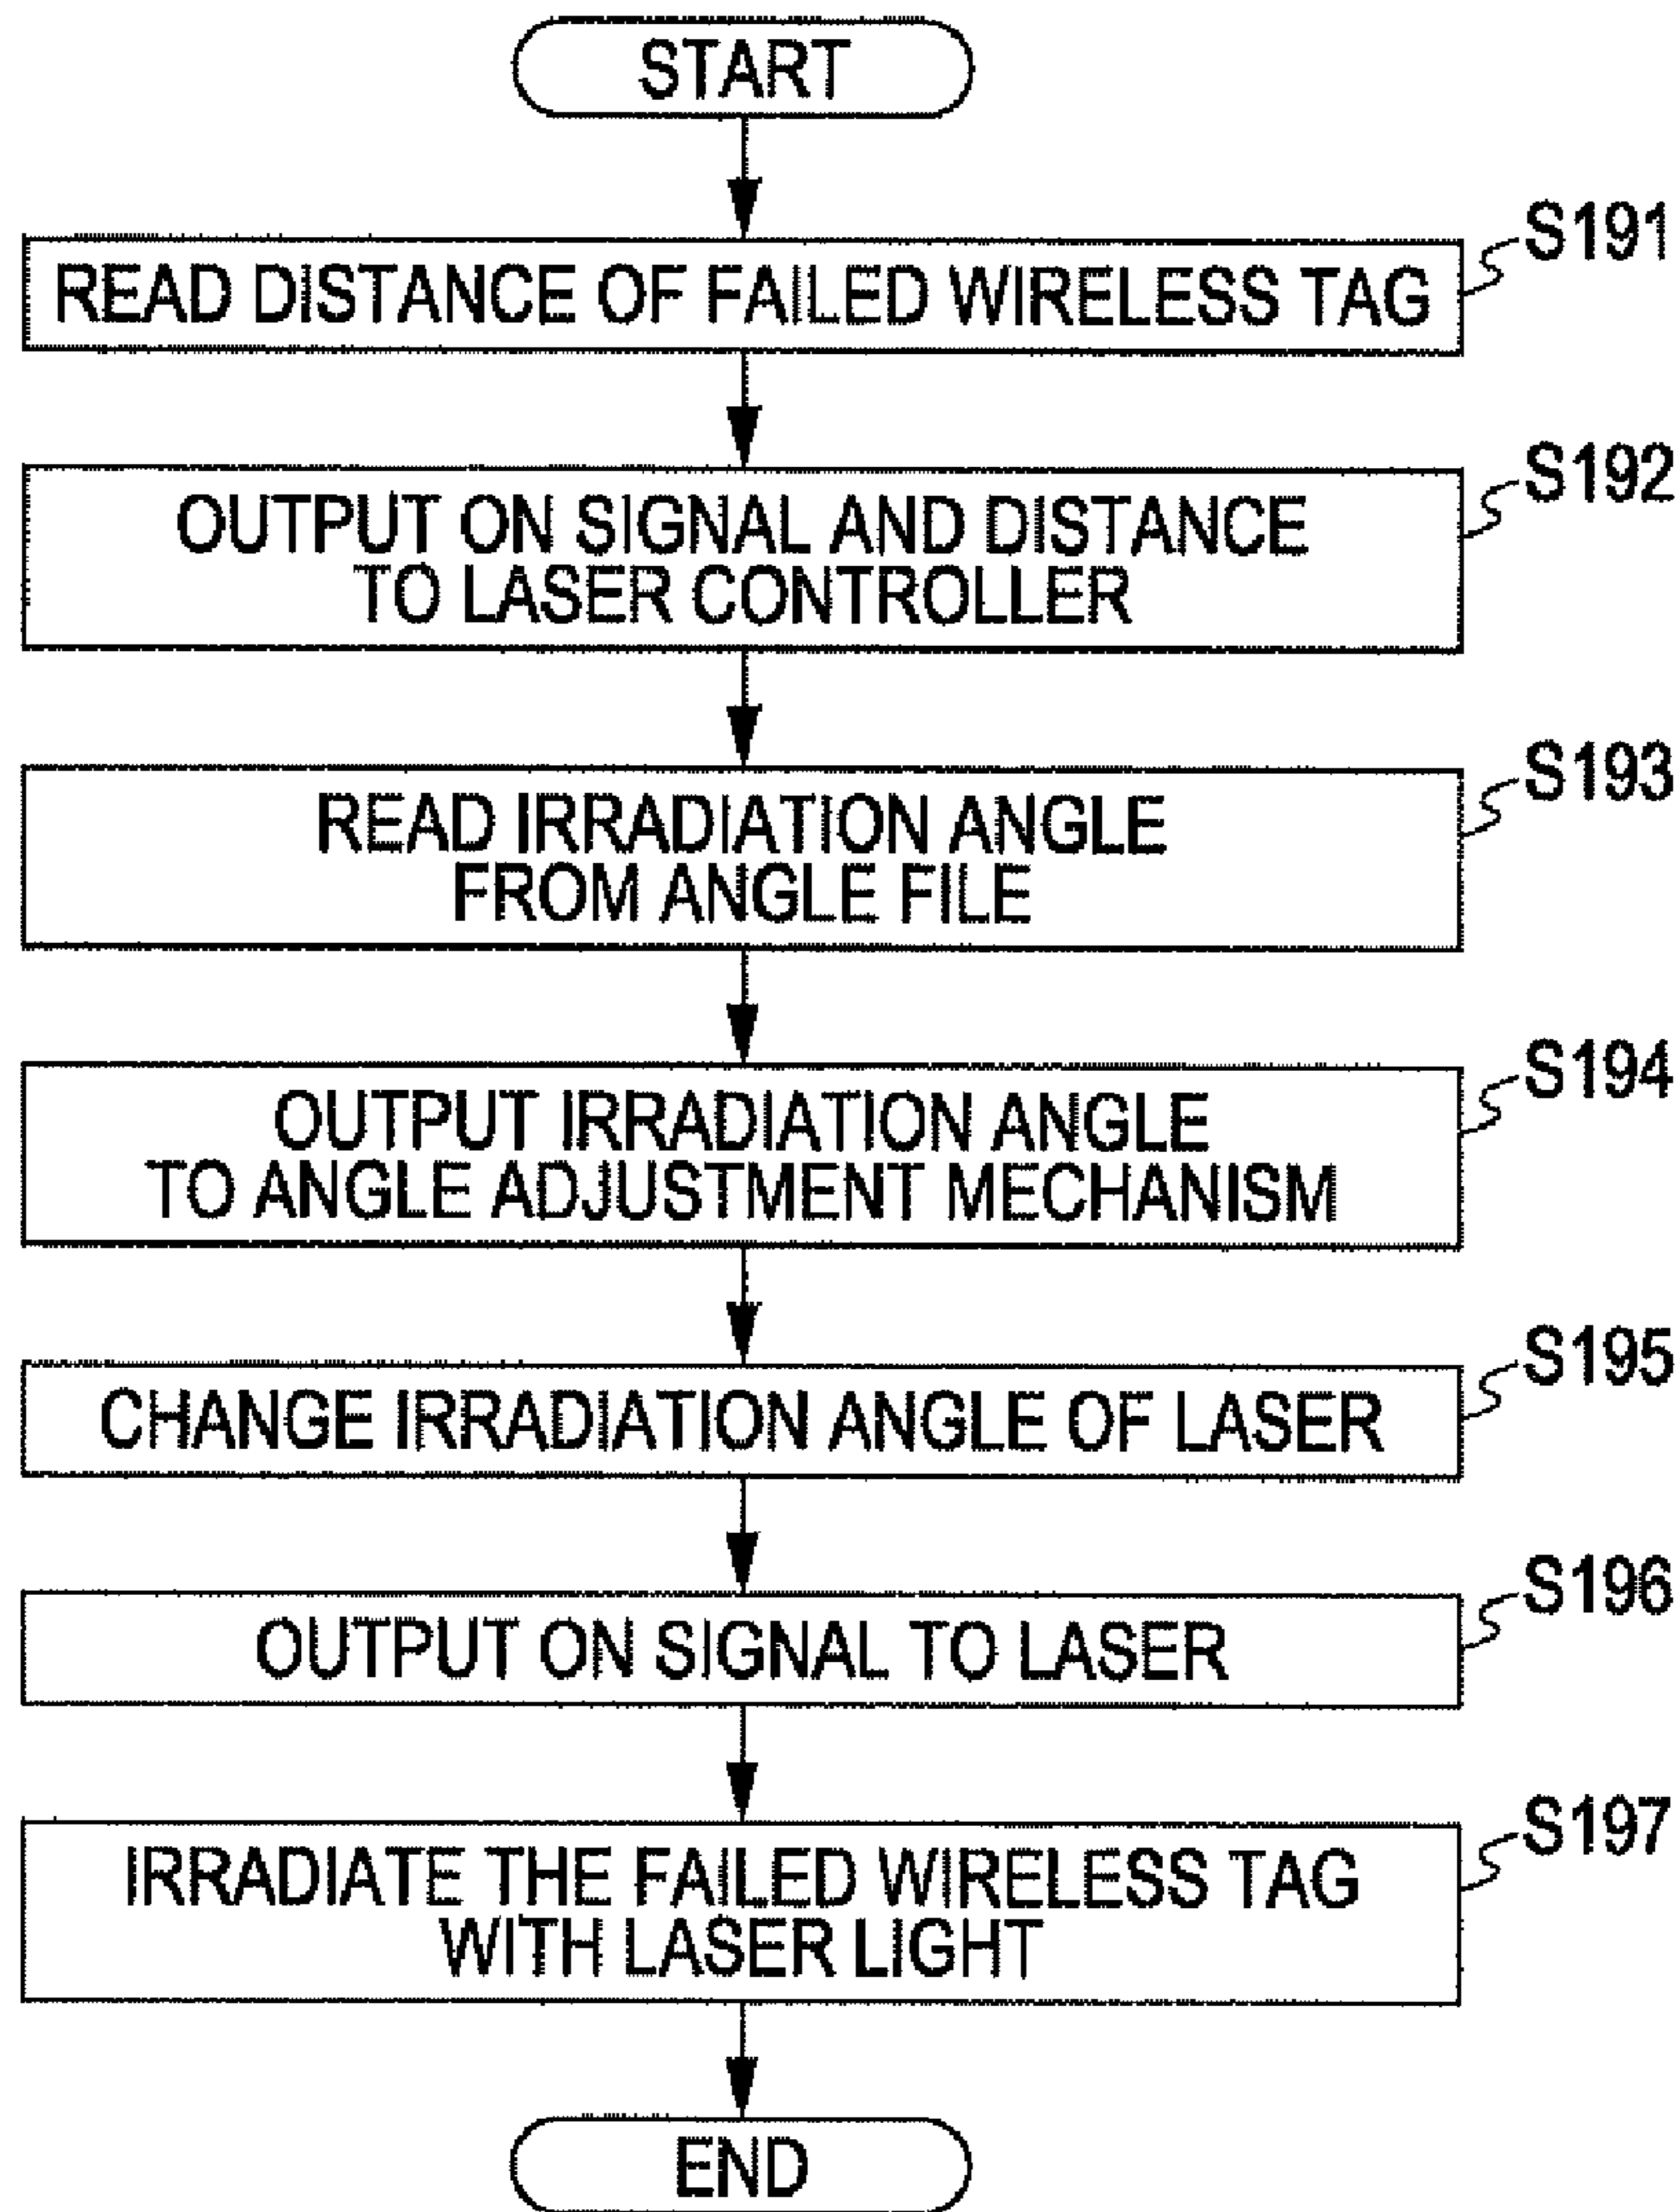 START
S191
READ DISTANCE OF FAILED WIRELESS TAG
S192
OUTPUT ON SIGNAL AND DISTANCE
TO LASER CONTROLLER
S193
READ IRRADIATION ANGLE
FROM ANGLE FILE
S194
OUTPUT IRRADIATION ANGLE
TO ANGLE ADJUSTMENT MECHANISM
S195
CHANGE IRRADIATION ANGLE OF LASER
S196
OUTPUT ON SIGNAL TO LASER
S197
IRRADIATE THE FAILED WIRELESS TAG
WITH LASER LIGHT
END